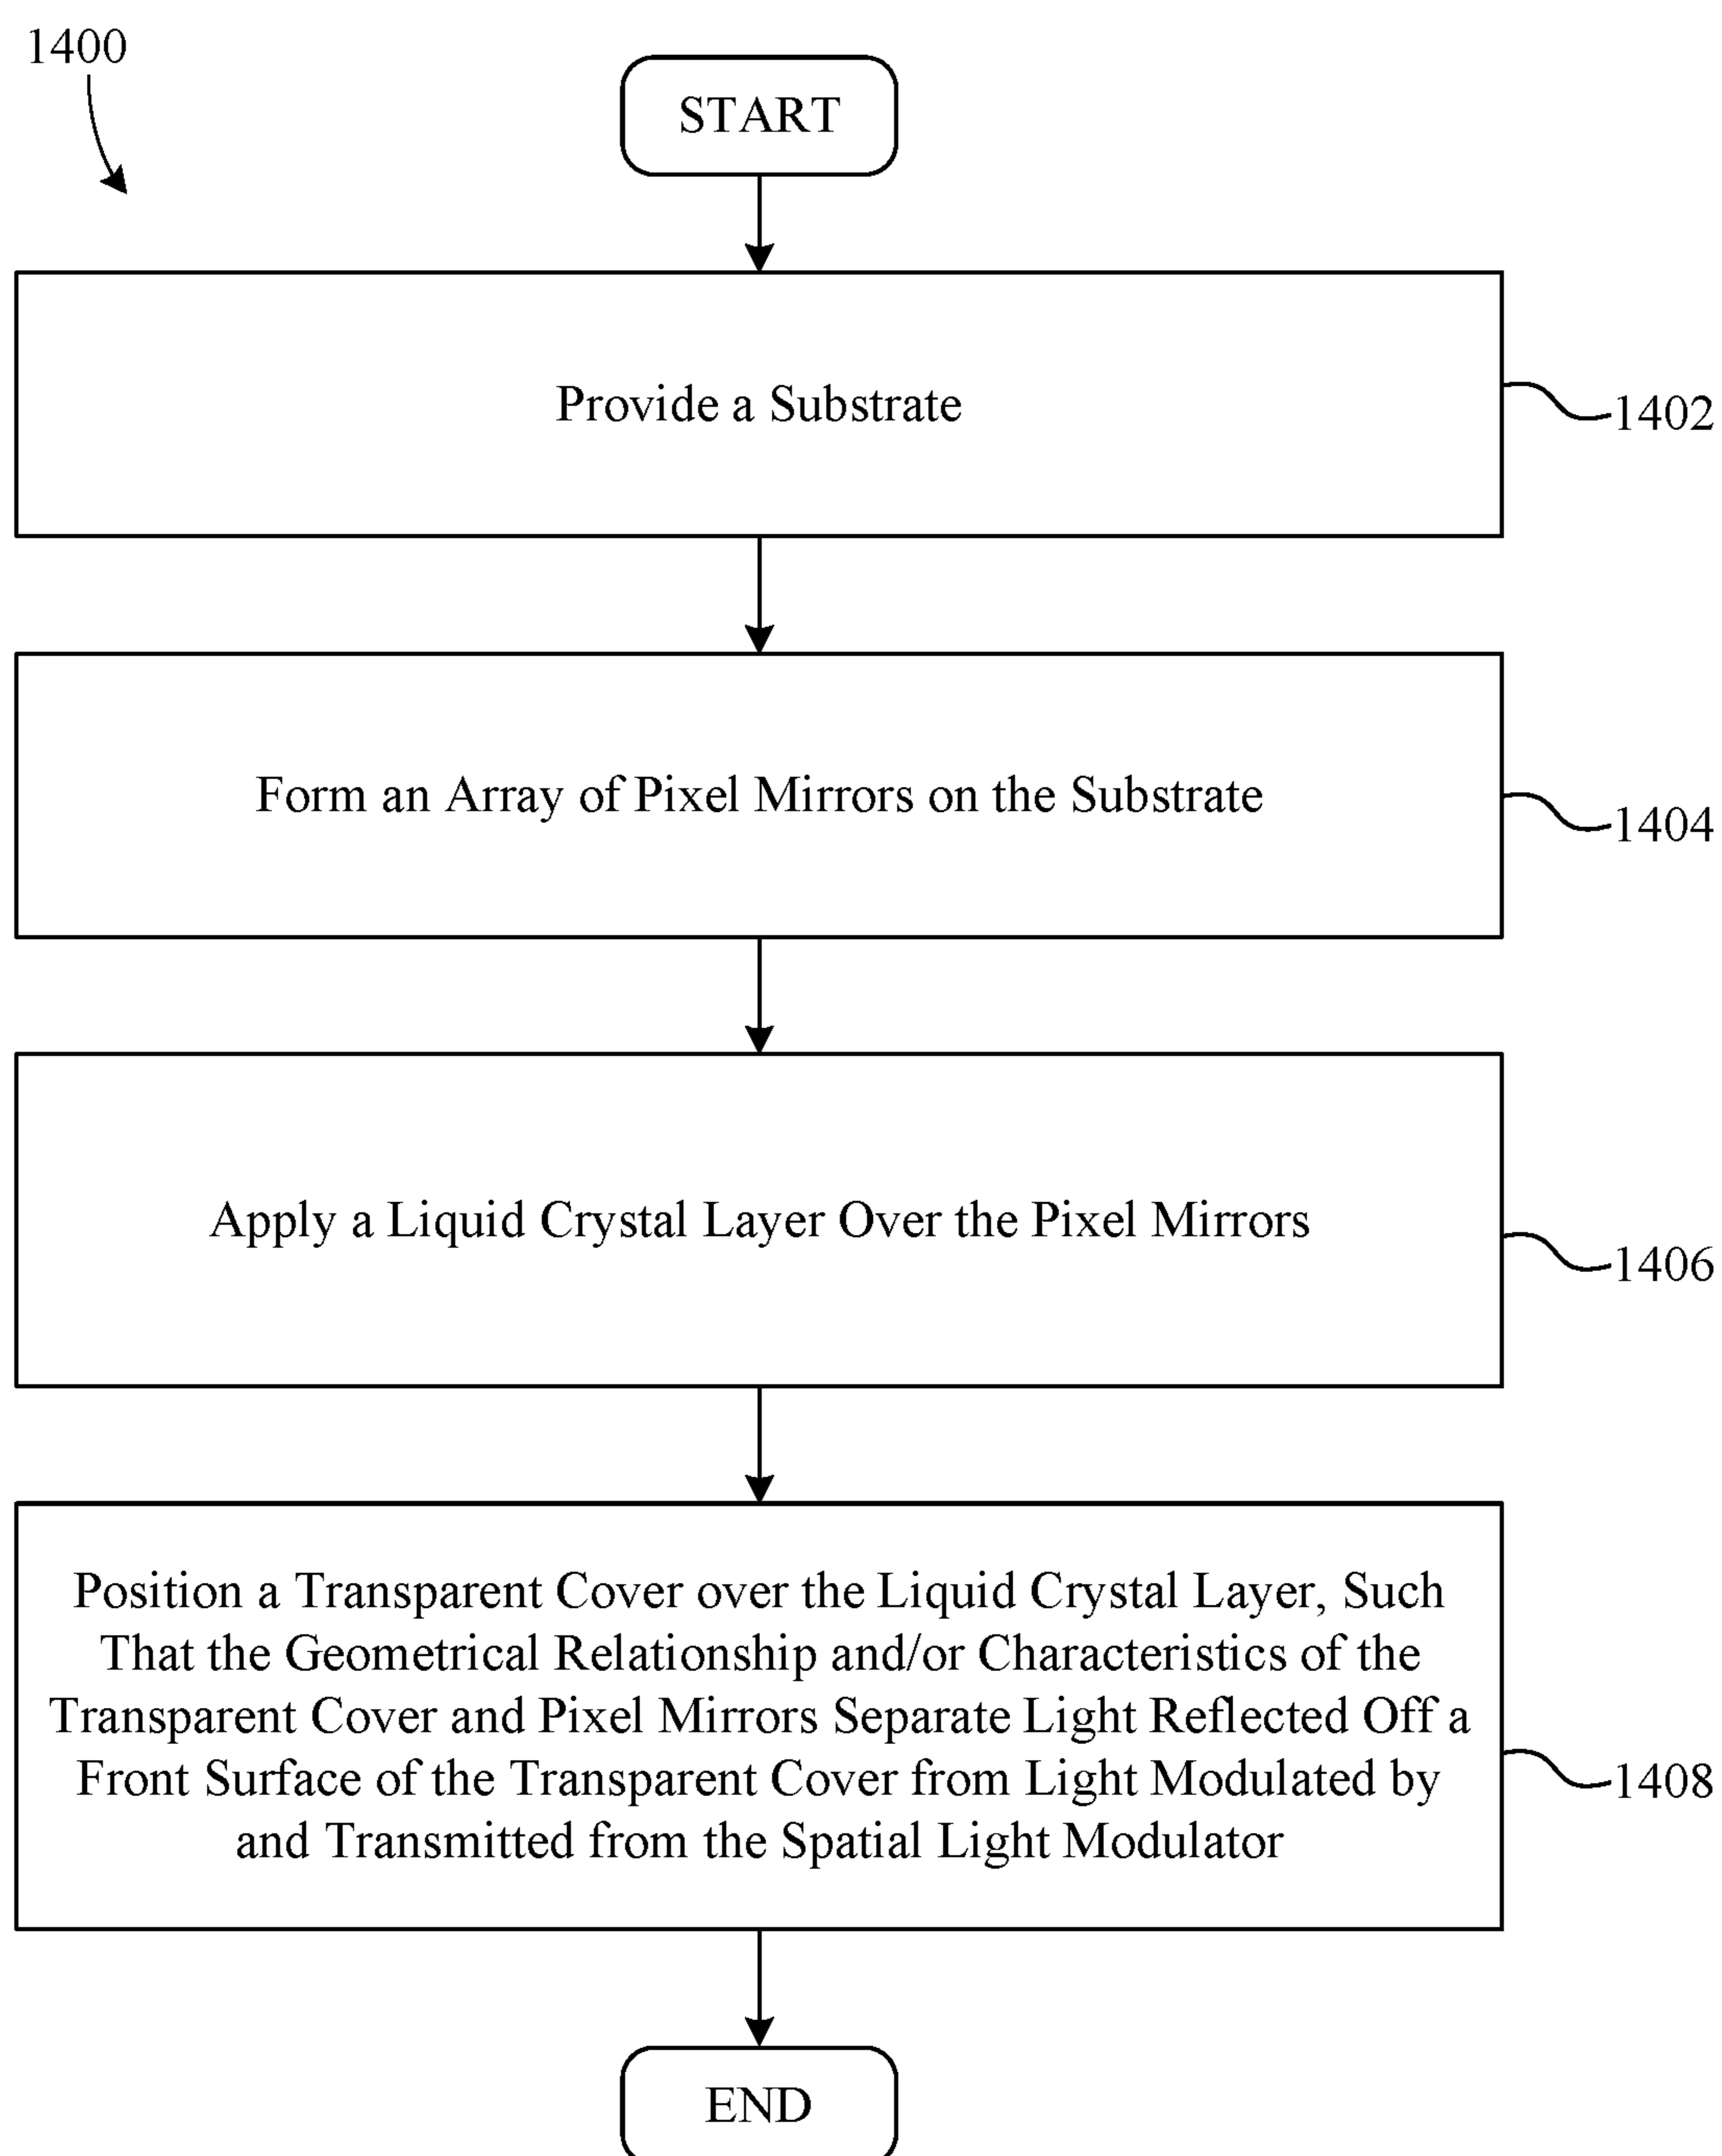 1400
START
Provide a Substrate
1402
Form an Array of Pixel Mirrors on the Substrate
1404
Apply a Liquid Crystal Layer Over the Pixel Mirrors
1406
Position a Transparent Cover over the Liquid Crystal Layer, Such
That the Geometrical Relationship and/or Characteristics of the
Transparent Cover and Pixel Mirrors Separate Light Reflected Off a
Front Surface of the Transparent Cover from Light Modulated by
and Transmitted from the Spatial Light Modulator
1408
END